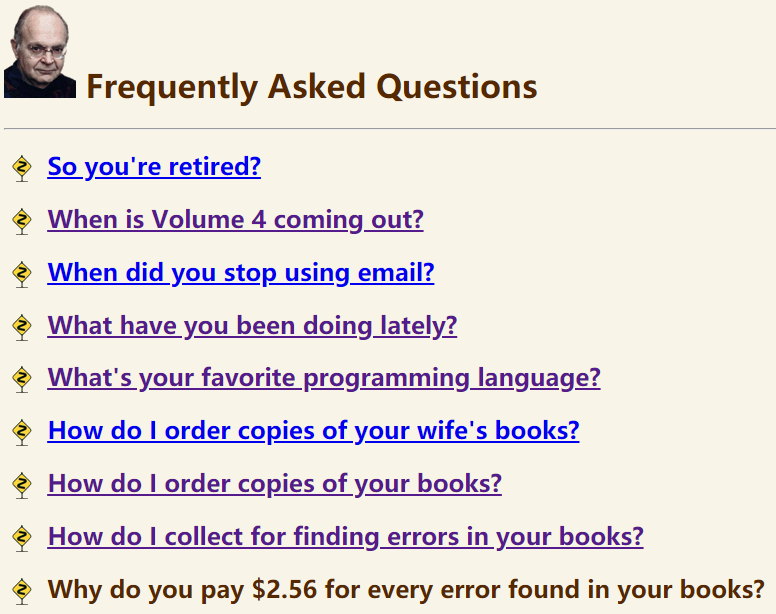 Frequently Asked Questions
So you're retired?
When is Volume 4 coming out?
When did you stop using email?
What have you been doing lately?
What's your favorite programming language?
How do I order copies of your wife's books?
How do I order copies of your books?
How do I collect for finding errors in your books?
Why do you pay $2.56 for every error found in your books?